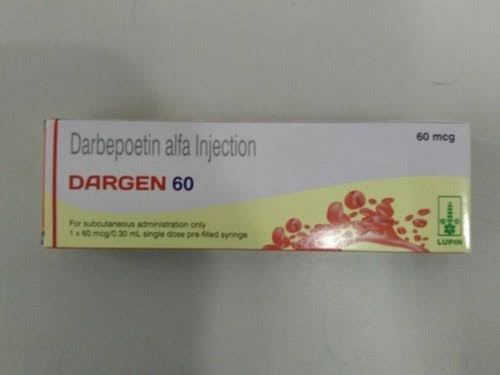 Darbepoetin alfa Injection
60 mcg
DARGEN 60
For subcutaneous administration only
1 x 60 mcg/0.30 mL single dose pre-filled syringe
LUPIN